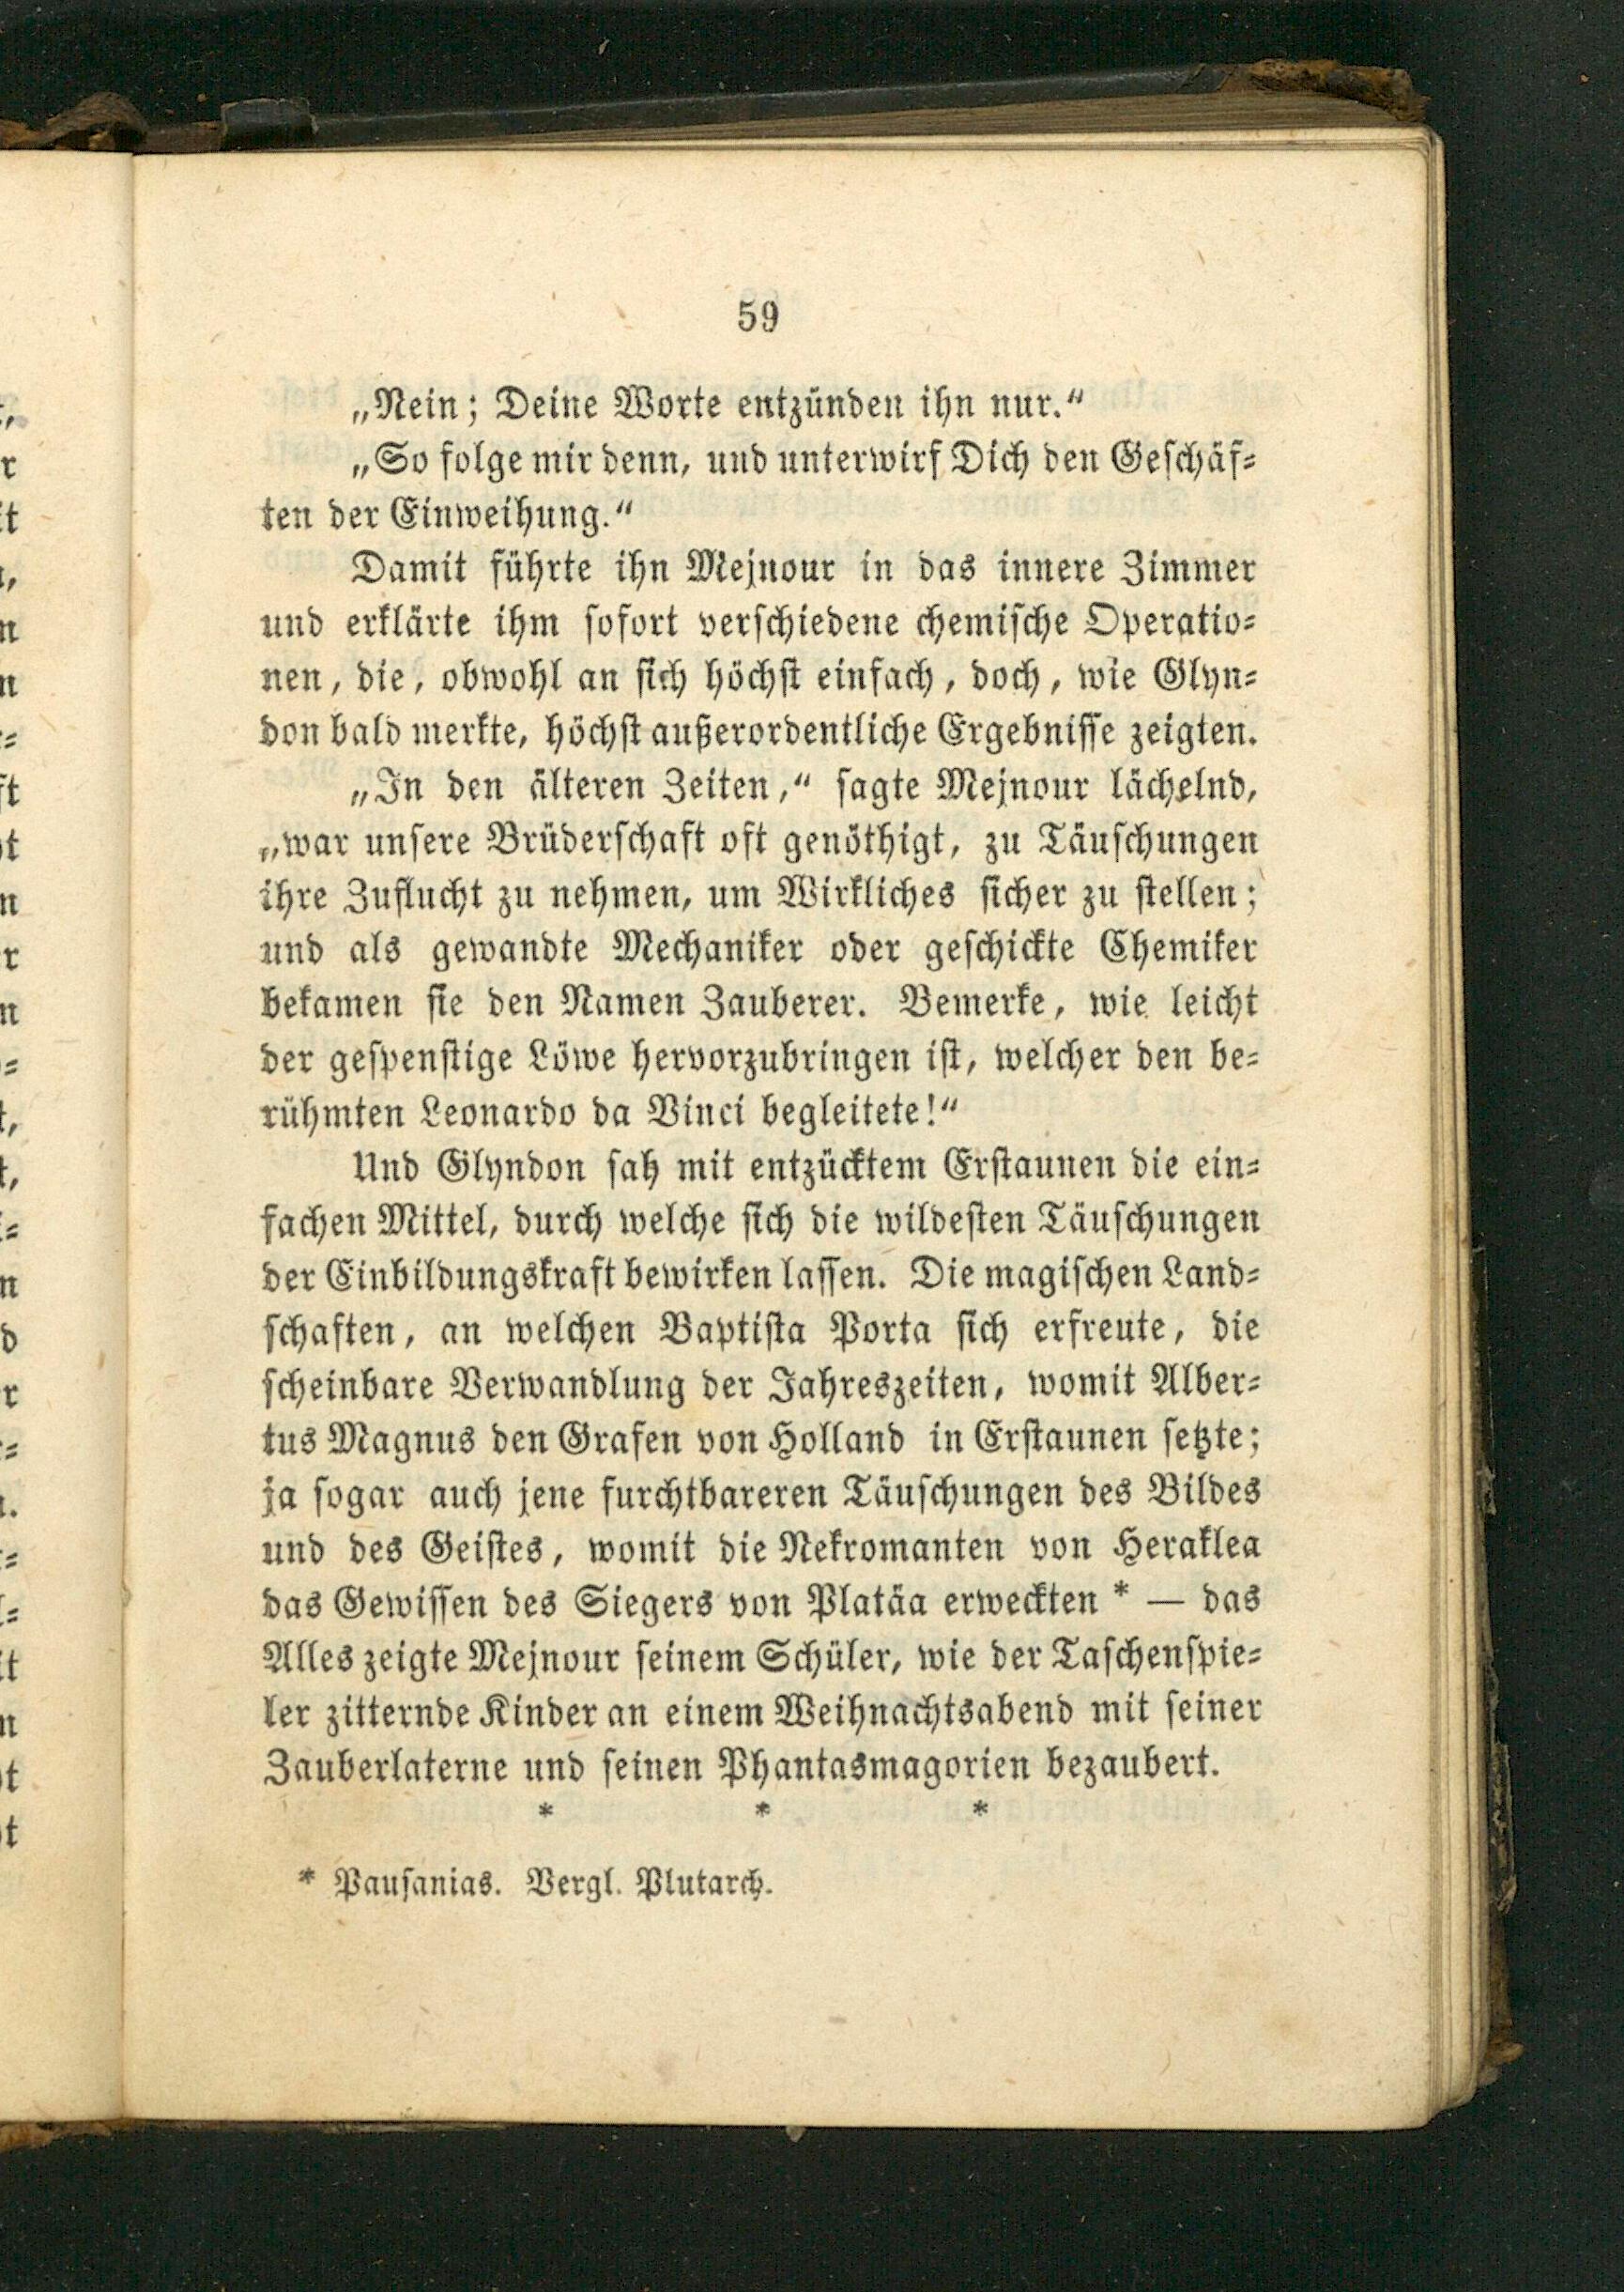 59
„Nein; Deine Worte entzünden ihn nur.“
„So folge mir denn, und unterwirf Dich den Geschäf=
ten der Einweihung.“
Damit führte ihn Mejnour in das innere Zimmer
und erklärte ihm sofort verschiedene chemische Operatio=
nen, die, obwohl an sich höchst einfach, doch, wie Glyn=
don bald merkte, höchst außerordentliche Ergebnisse zeigten.
„In den älteren Zeiten,“ sagte Mejnour lächelnd,
„war unsere Brüderschaft oft genöthigt, zu Täuschungen
ihre Zuflucht zu nehmen, um Wirkliches sicher zu stellen;
und als gewandte Mechaniker oder geschickte Chemiker
bekamen sie den Namen Zauberer. Bemerke, wie leicht
der gespenstige Löwe hervorzubringen ist, welcher den be=
rühmten Leonardo da Vinci begleitete!“
Und Glyndon sah mit entzücktem Erstaunen die ein=
fachen Mittel, durch welche sich die wildesten Täuschungen
der Einbildungskraft bewirken lassen. Die magischen Land=
schaften, an welchen Baptista Porta sich erfreute, die
scheinbare Verwandlung der Jahreszeiten, womit Alber=
tus Magnus den Grafen von Holland in Erstaunen setzte;
ja sogar auch jene furchtbareren Täuschungen des Bildes
und des Geistes, womit die Nekromanten von Heraklea
das Gewissen des Siegers von Platäa erweckten * — das
Alles zeigte Mejnour seinem Schüler, wie der Taschenspie=
ler zitternde Kinder an einem Weihnachtsabend mit seiner
Zauberlaterne und seinen Phantasmagorien bezaubert.
* * *
* Pausanias. Vergl. Plutarch.